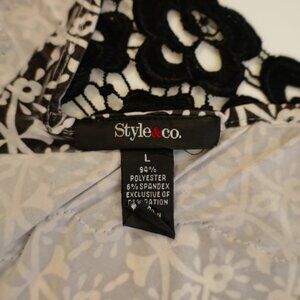 Style&co.
L
94%
POLYESTER
6% SPANDEX
EXCLUSIVE OF